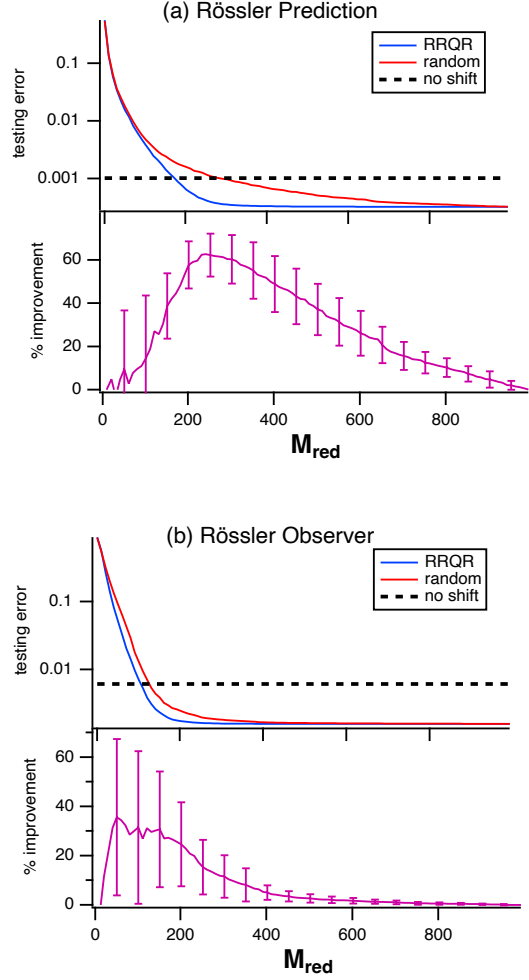 (a) Rössler Prediction
RRQR
random
no shift
testing error
0.1
0.01
0.001
% improvement
60
40
20
0
0 200 400 600 800
M_red
(b) Rössler Observer
RRQR
random
no shift
testing error
0.1
0.01
% improvement
60
40
20
0
0 200 400 600 800
M_red